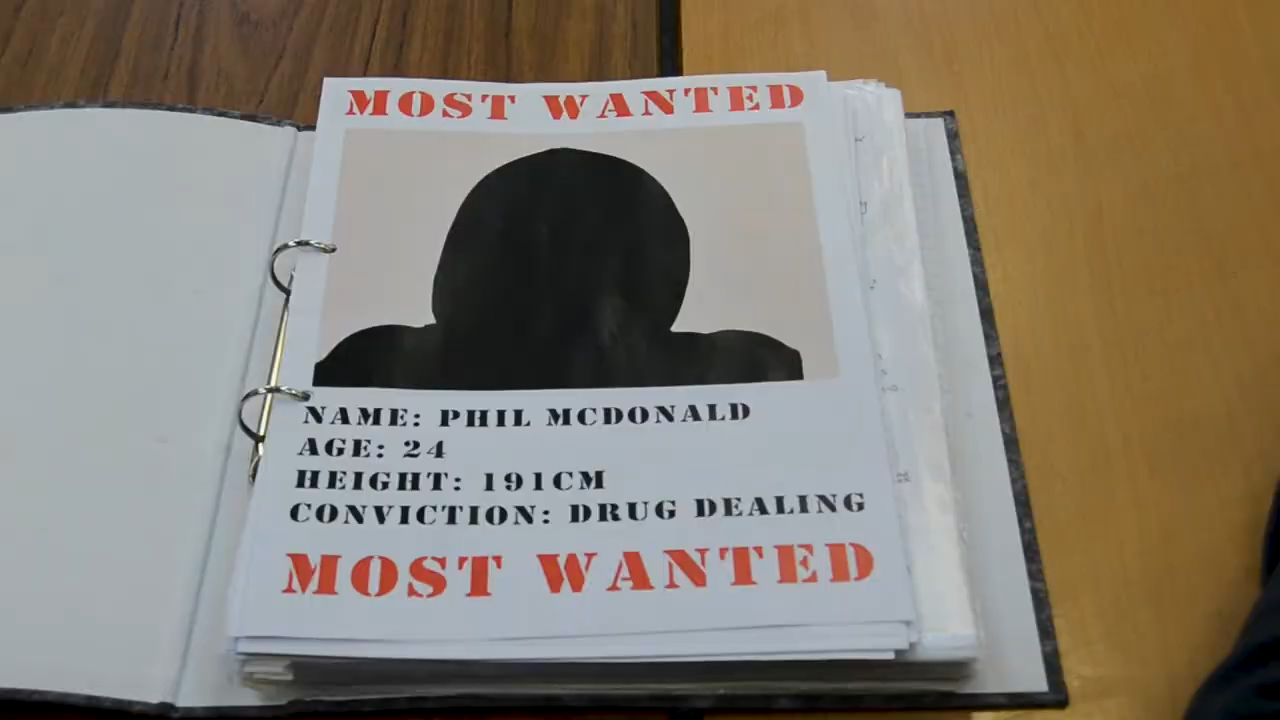 MOST WANTED
NAME: PHIL MCDONALD
AGE: 24
HEIGHT: 191CM
CONVICTION: DRUG DEALING
MOST WANTED